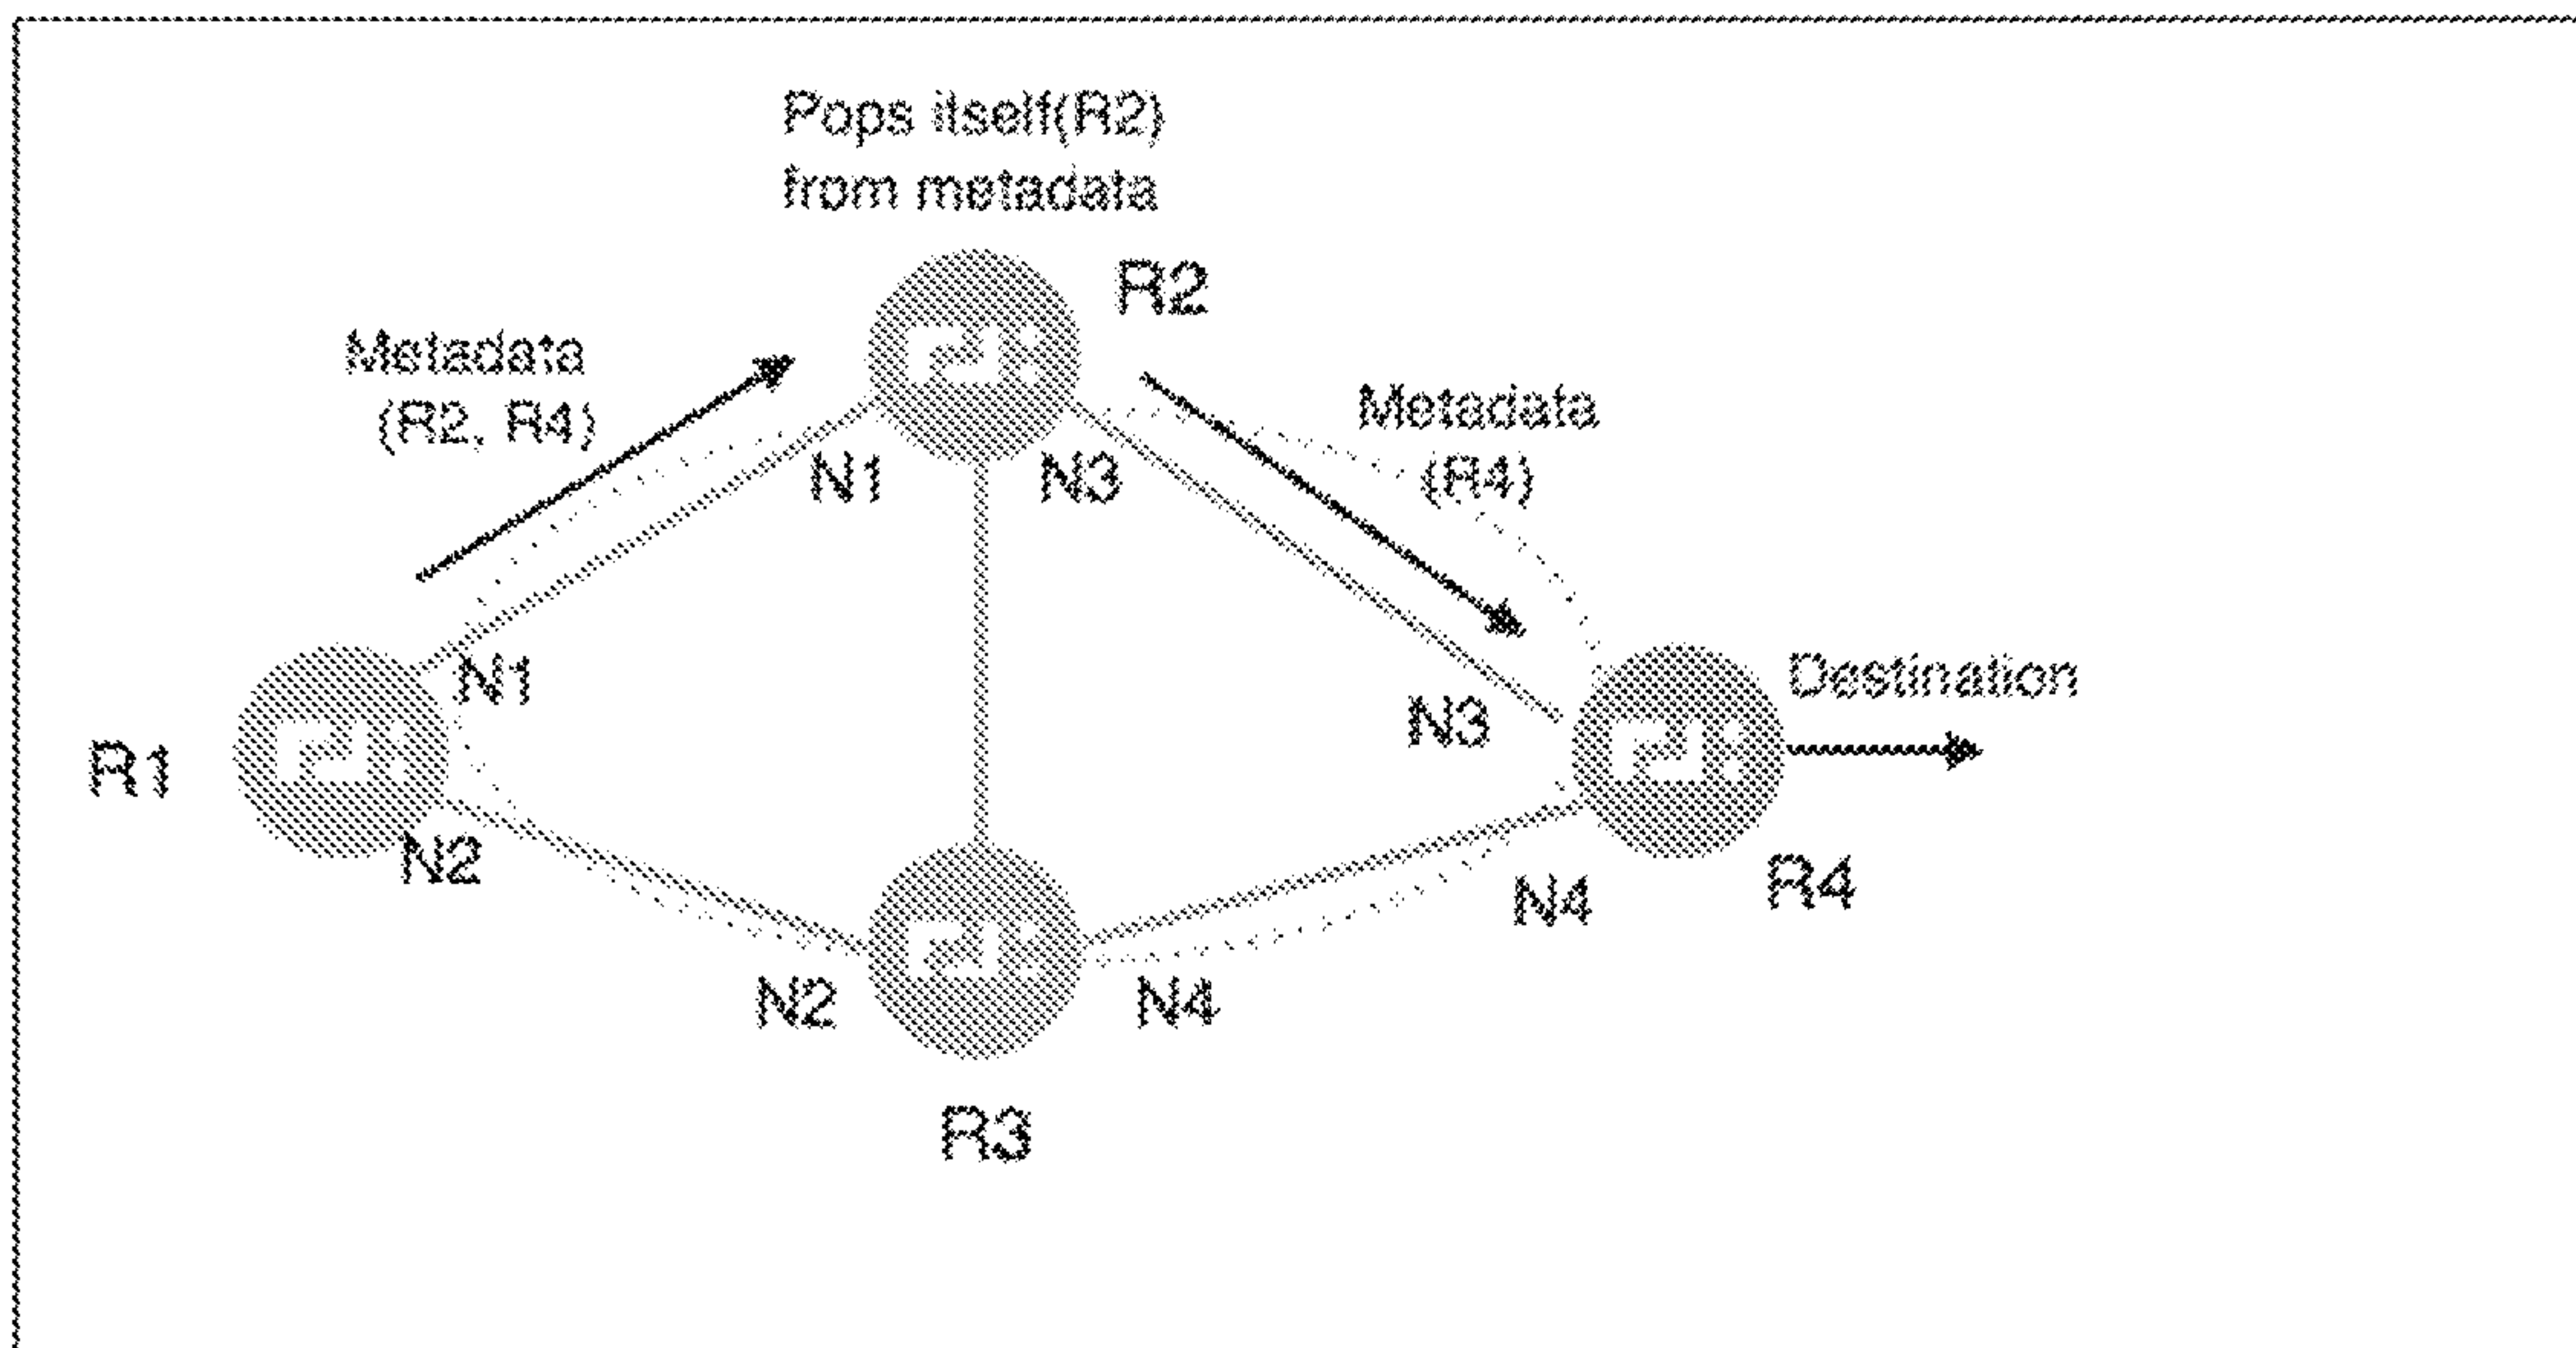 Pops itself(R2)
from metadata
R2
Metadata
(R2, R4)
Metadata
(R4)
N1
N3
N1
Destination
N3
R1
N2
N4
R4
N2
N4
R3